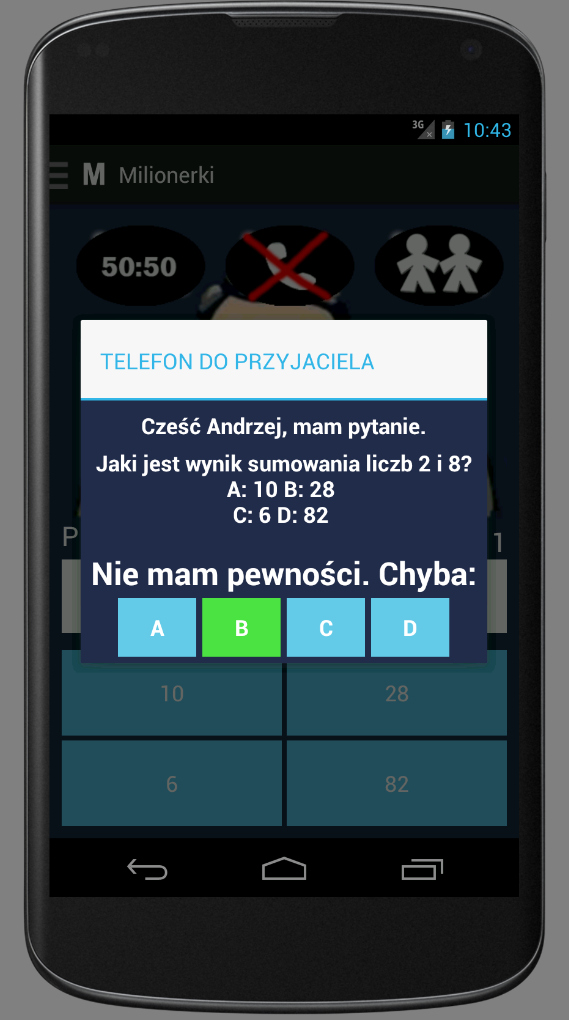 3G 10:43
M Milionerki
50:50
TELEFON DO PRZYJACIELA
Cześć Andrzej, mam pytanie.
Jaki jest wynik sumowania liczb 2 i 8?
A: 10 B: 28
C: 6 D: 82
P 1
Nie mam pewności. Chyba:
A B C D
10 28
6 82